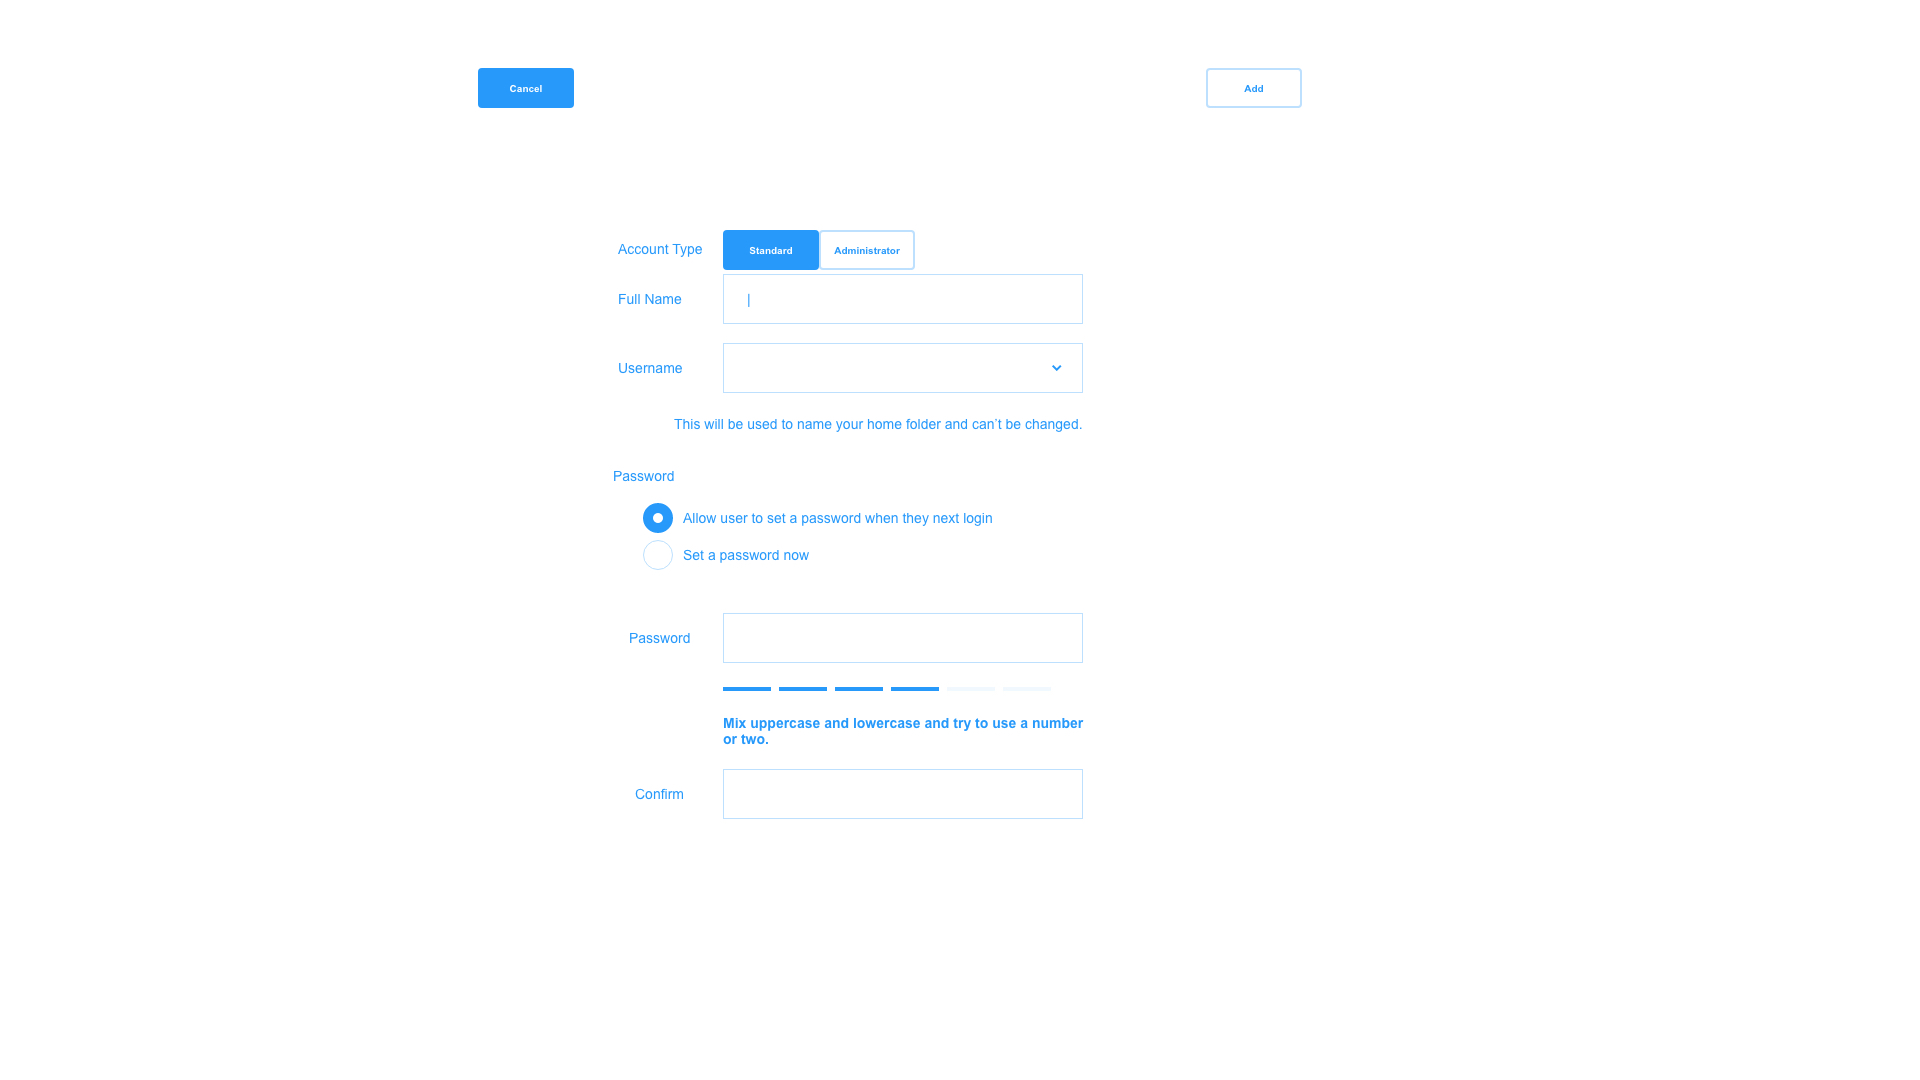 Cancel
Add
Account Type
Standard
Administrator
Full Name
|
Username
This will be used to name your home folder and can't be changed.
Password
Allow user to set a password when they next login
Set a password now
Password
Mix uppercase and lowercase and try to use a number
or two.
Confirm